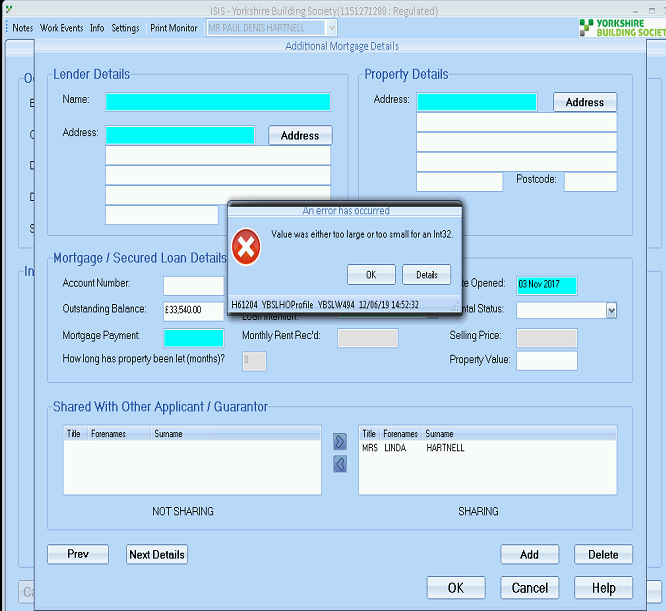 ISIS - Yorkshire Building Society(1151271280 : Regulated)
Notes Work Events Info Settings Print Monitor MR PAUL DENIS HARTNELL
YORKSHIRE
BUILDING SOCIET
Additional Mortgage Details
Lender Details
Property Details
Name:
Address:
Address
Address:
Address
Postcode:
An error has occurred
Value was either too large or too small for an Int32.
OK Details
H61204 YBSLHOProfile YBSLW494 12/06/19 14:52:32
Mortgage / Secured Loan Details
Account Number:
te Opened: 03 Nov 2017
Outstanding Balance: £33,540.00
Loan Intention:
ntal Status:
Mortgage Payment:
Monthly Rent Rec'd:
Selling Price:
How long has property been let (months)? 0
Property Value:
Shared With Other Applicant / Guarantor
Title Forenames Surname
Title Forenames Surname
MRS LINDA HARTNELL
NOT SHARING
SHARING
Prev Next Details Add Delete
OK Cancel Help